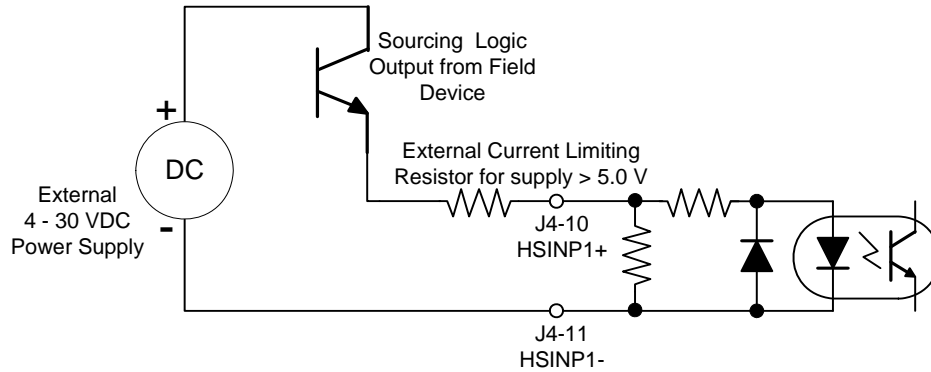 Sourcing Logic
Output from Field
Device
+
DC
-
External
4 - 30 VDC
Power Supply
External Current Limiting
Resistor for supply > 5.0 V
J4-10
HSINP1+
J4-11
HSINP1-